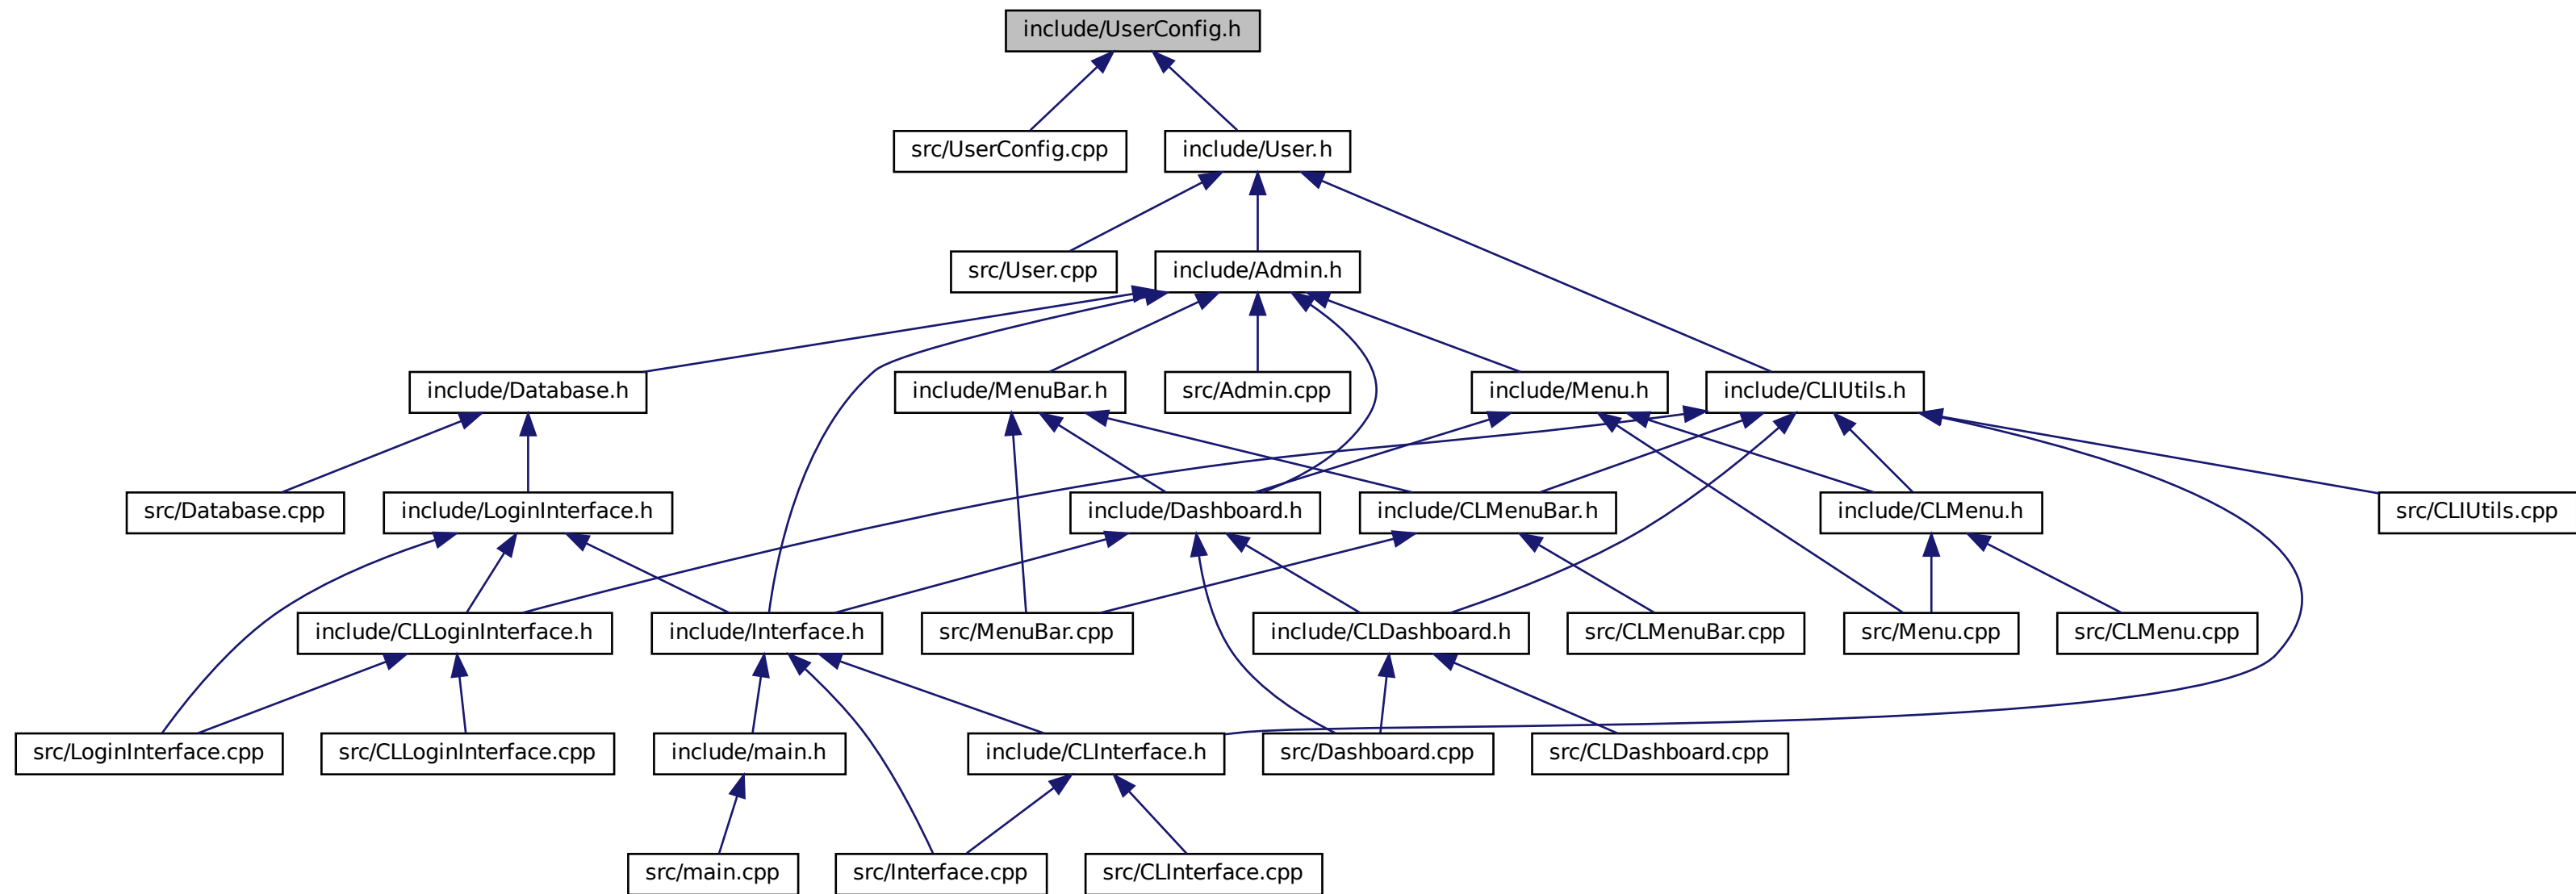 include/UserConfig.h
src/UserConfig.cpp
include/User.h
src/User.cpp
include/Admin.h
include/Database.h
include/MenuBar.h
src/Admin.cpp
include/Menu.h
include/CLIUtils.h
src/Database.cpp
include/LoginInterface.h
include/Dashboard.h
include/CLMenuBar.h
include/CLMenu.h
src/CLIUtils.cpp
include/CLLoginInterface.h
include/Interface.h
src/MenuBar.cpp
include/CLDashboard.h
src/CLMenuBar.cpp
src/Menu.cpp
src/CLMenu.cpp
src/LoginInterface.cpp
src/CLLoginInterface.cpp
include/main.h
include/CLInterface.h
src/Dashboard.cpp
src/CLDashboard.cpp
src/main.cpp
src/Interface.cpp
src/CLInterface.cpp